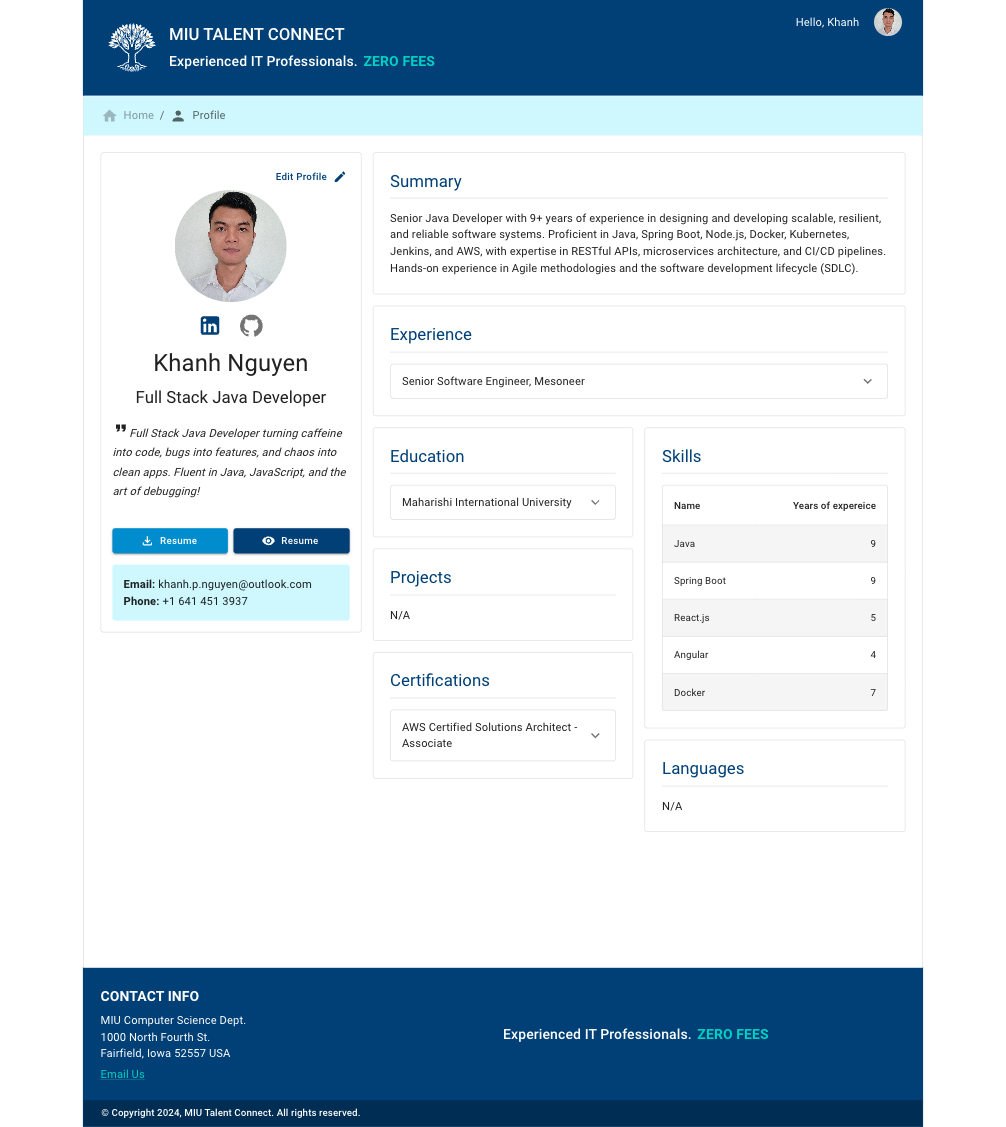 MIU TALENT CONNECT
Experienced IT Professionals. ZERO FEES
Hello, Khanh
Home / Profile
Edit Profile
Khanh Nguyen
Full Stack Java Developer
" Full Stack Java Developer turning caffeine
into code, bugs into features, and chaos into
clean apps. Fluent in Java, JavaScript, and the
art of debugging!
Resume
Resume
Email: khanh.p.nguyen@outlook.com
Phone: +1 641 451 3937
Summary
Senior Java Developer with 9+ years of experience in designing and developing scalable, resilient,
and reliable software systems. Proficient in Java, Spring Boot, Node.js, Docker, Kubernetes,
Jenkins, and AWS, with expertise in RESTful APIs, microservices architecture, and CI/CD pipelines.
Hands-on experience in Agile methodologies and the software development lifecycle (SDLC).
Experience
Senior Software Engineer, Mesoneer
Education
Maharishi International University
Projects
N/A
Certifications
AWS Certified Solutions Architect -
Associate
Skills
Name Years of expereice
Java 9
Spring Boot 9
React.js 5
Angular 4
Docker 7
Languages
N/A
CONTACT INFO
MIU Computer Science Dept.
1000 North Fourth St.
Fairfield, Iowa 52557 USA
Email Us
Experienced IT Professionals. ZERO FEES
© Copyright 2024, MIU Talent Connect. All rights reserved.